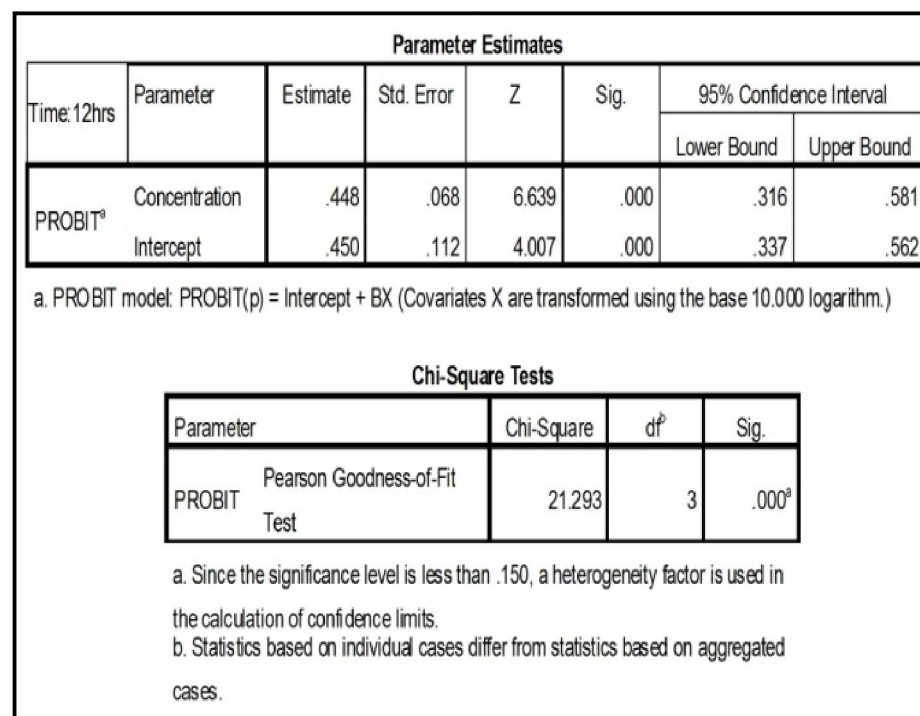 Parameter Estimates
Time:12hrs Parameter Estimate Std. Error Z Sig. 95% Confidence Interval
Lower Bound Upper Bound
PROBITª Concentration .448 .068 6.639 .000 .316 .581
Intercept .450 .112 4.007 .000 .337 .562
a. PROBIT model: PROBIT(p) = Intercept + BX (Covariates X are transformed using the base 10.000 logarithm.)
Chi-Square Tests
Parameter Chi-Square dfᵇ Sig.
PROBIT Pearson Goodness-of-Fit Test 21.293 3 .000ª
a. Since the significance level is less than .150, a heterogeneity factor is used in
the calculation of confidence limits.
b. Statistics based on individual cases differ from statistics based on aggregated
cases.